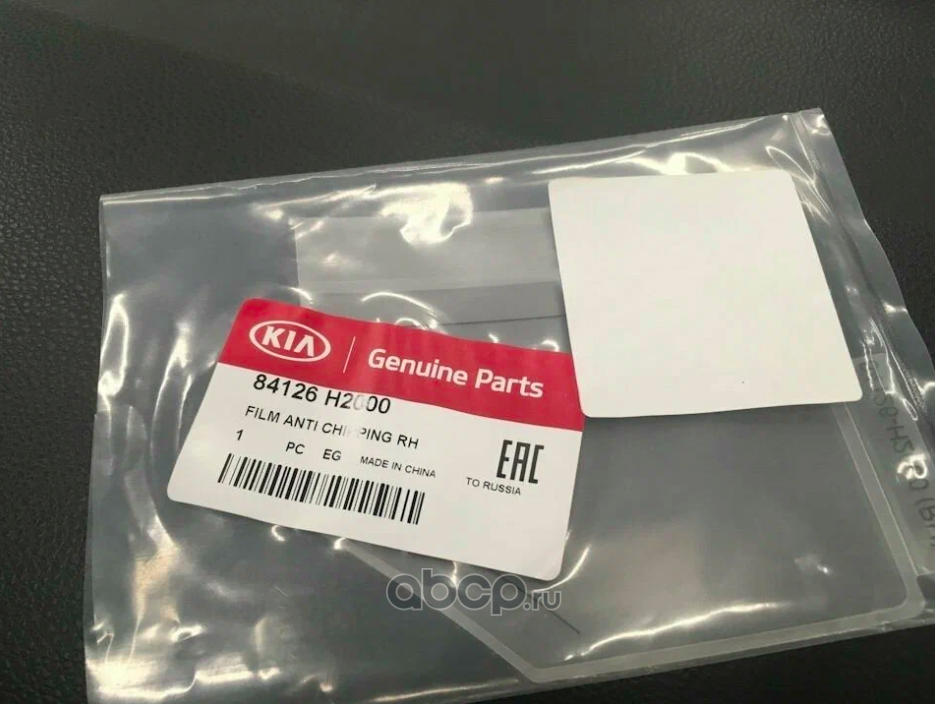 KIA Genuine Parts
84126 H2000
FILM ANTI CHIPPING RH
1 PC EG MADE IN CHINA
EAC
TO RUSSIA
abcp.ru